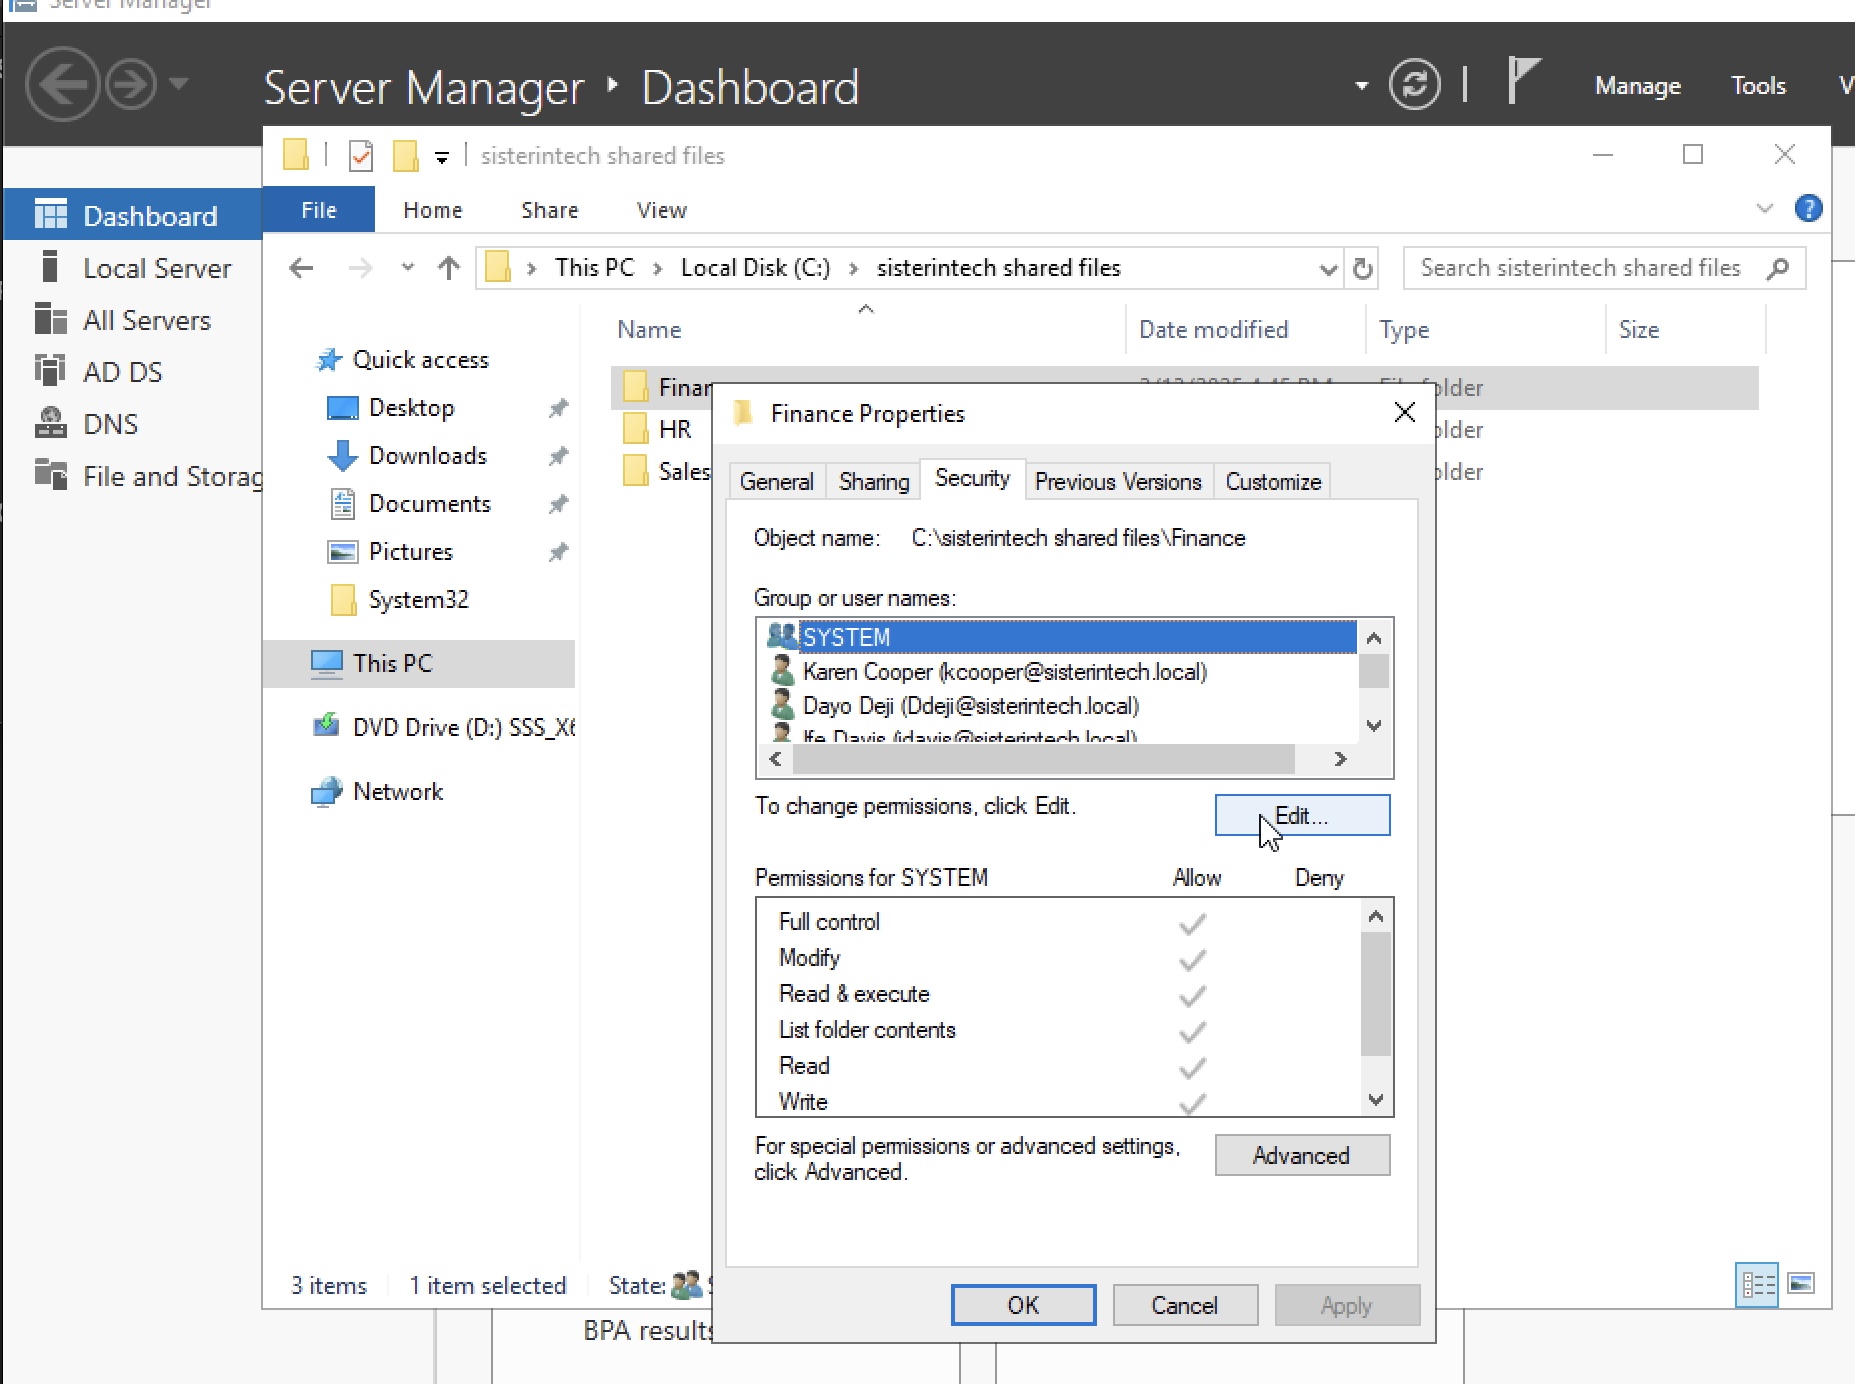 Server Manager
Server Manager Dashboard
Manage Tools
sisterintech shared files
File Home Share View
This PC Local Disk (C:) sisterintech shared files
Search sisterintech shared files
Dashboard
Local Server
All Servers
AD DS
DNS
File and Storag
Quick access
Desktop
Downloads
Documents
Pictures
System32
This PC
DVD Drive (D:) SSS_X6
Network
Name Date modified Type Size
Finan
HR
Sales
older
older
Finance Properties
General Sharing Security Previous Versions Customize
Object name: C:\sisterintech shared files\Finance
Group or user names:
SYSTEM
Karen Cooper (kcooper@sisterintech.local)
Dayo Deji (Ddeji@sisterintech.local)
Ife Davis (idavis@sisterintech.local)
To change permissions, click Edit.
Edit...
Permissions for SYSTEM Allow Deny
Full control
Modify
Read & execute
List folder contents
Read
Write
For special permissions or advanced settings,
click Advanced.
Advanced
OK Cancel Apply
3 items 1 item selected State:
BPA results